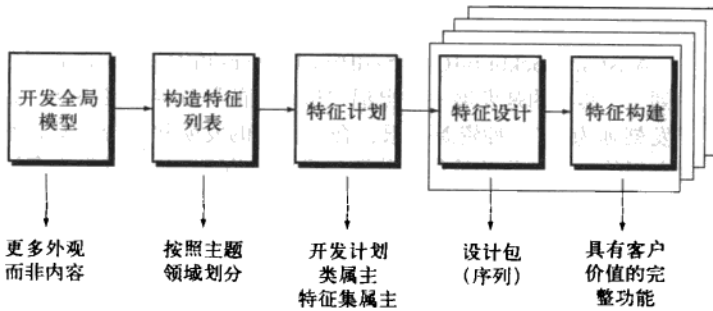 开发全局
模型
构造特征
列表
特征计划
特征设计
特征构建
更多外观
而非内容
按照主题
领域划分
开发计划
类属主
特征集属主
设计包
(序列)
具有客户
价值的完
整功能